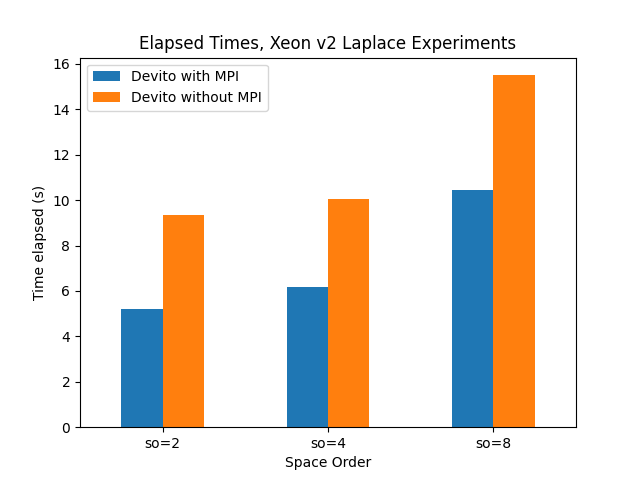 Elapsed Times, Xeon v2 Laplace Experiments
Devito with MPI
Devito without MPI
Time elapsed (s)
16
14
12
10
8
6
4
2
0
so=2
so=4
so=8
Space Order